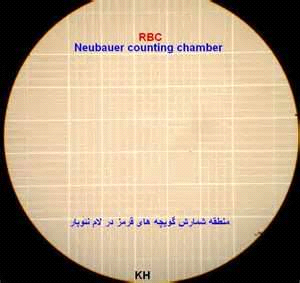 RBC
Neubauer counting chamber
منطقه شمارش گویچه های قرمز در لام نئوبار
KH